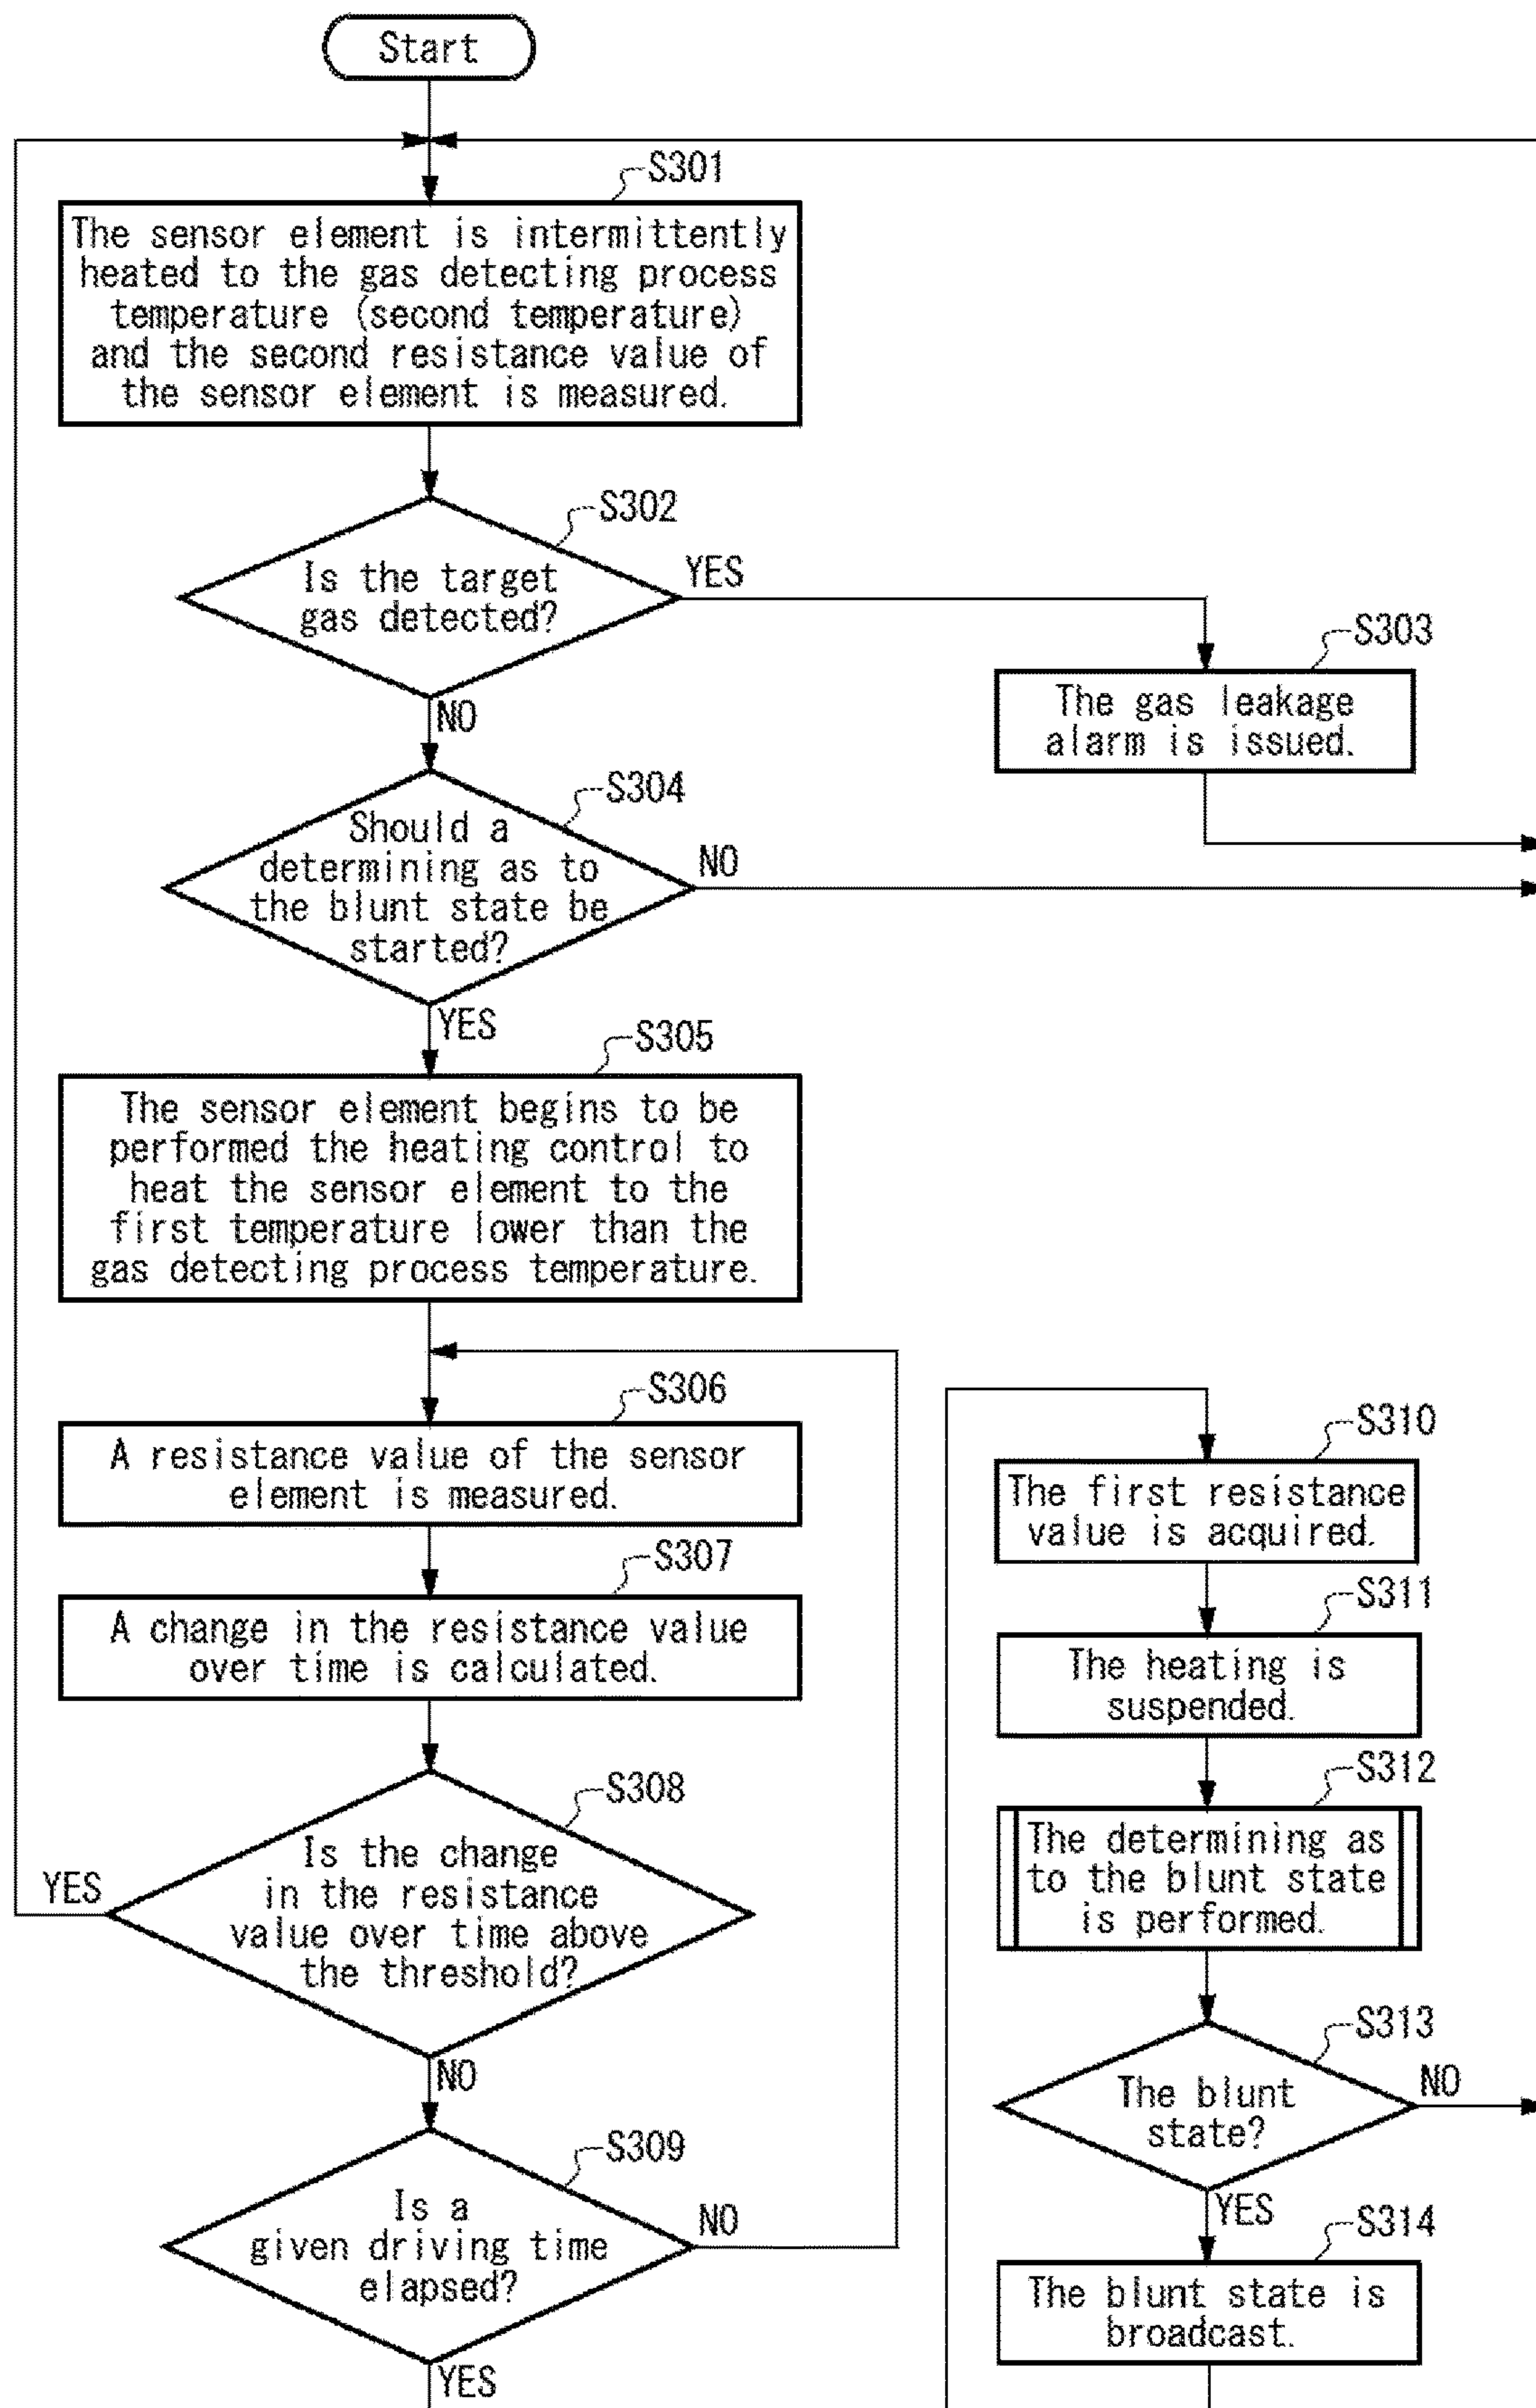 Start
S301
The sensor element is intermittently
heated to the gas detecting process
temperature (second temperature)
and the second resistance value of
the sensor element is measured.
S302
Is the target
gas detected?
YES
NO
S303
The gas leakage
alarm is issued.
S304
Should a
determining as to
the blunt state be
started?
NO
YES
S305
The sensor element begins to be
performed the heating control to
heat the sensor element to the
first temperature lower than the
gas detecting process temperature.
S306
A resistance value of the sensor
element is measured.
S307
A change in the resistance value
over time is calculated.
S308
Is the change
in the resistance
value over time above
the threshold?
YES
NO
S309
Is a
given driving time
elapsed?
NO
YES
S310
The first resistance
value is acquired.
S311
The heating is
suspended.
S312
The determining as
to the blunt state
is performed.
S313
The blunt
state?
NO
YES
S314
The blunt state is
broadcast.